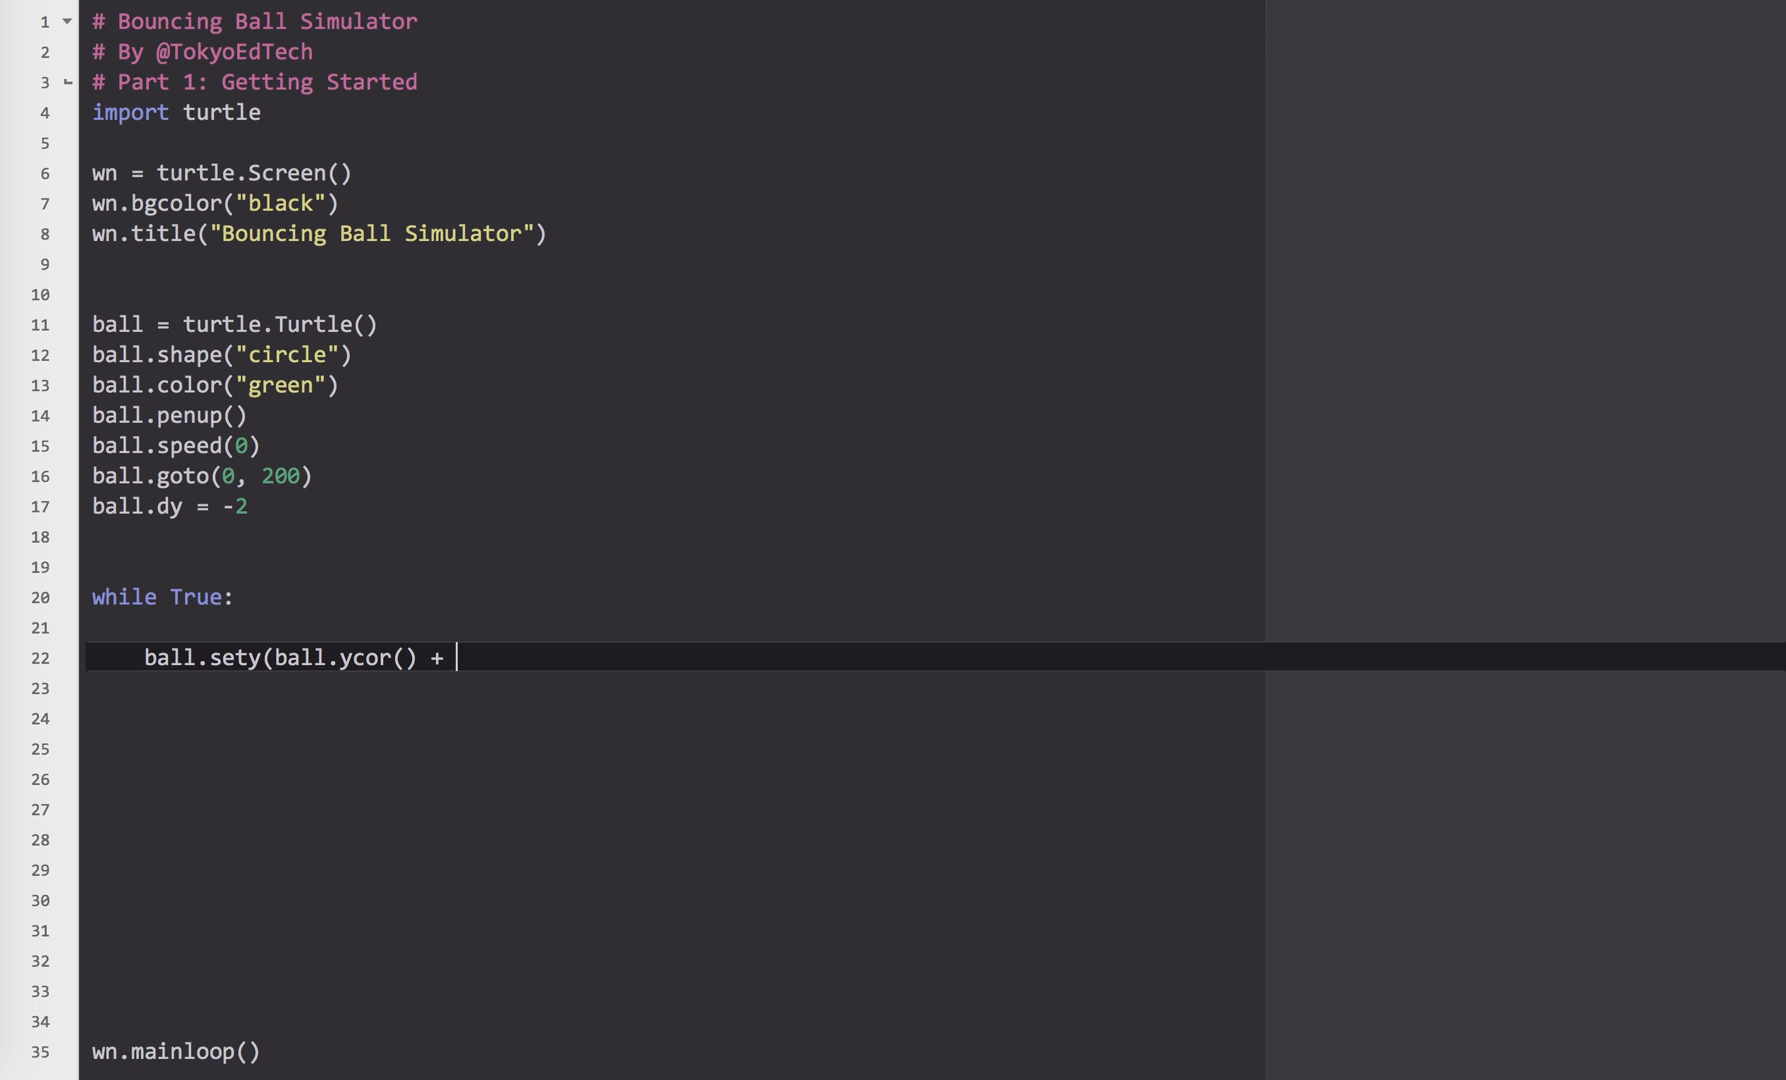 1 # Bouncing Ball Simulator
2 # By @TokyoEdTech
3 # Part 1: Getting Started
4 import turtle
5
6 wn = turtle.Screen()
7 wn.bgcolor("black")
8 wn.title("Bouncing Ball Simulator")
9
10
11 ball = turtle.Turtle()
12 ball.shape("circle")
13 ball.color("green")
14 ball.penup()
15 ball.speed(0)
16 ball.goto(0, 200)
17 ball.dy = -2
18
19
20 while True:
21
22     ball.sety(ball.ycor() +
23
24
25
26
27
28
29
30
31
32
33
34
35 wn.mainloop()